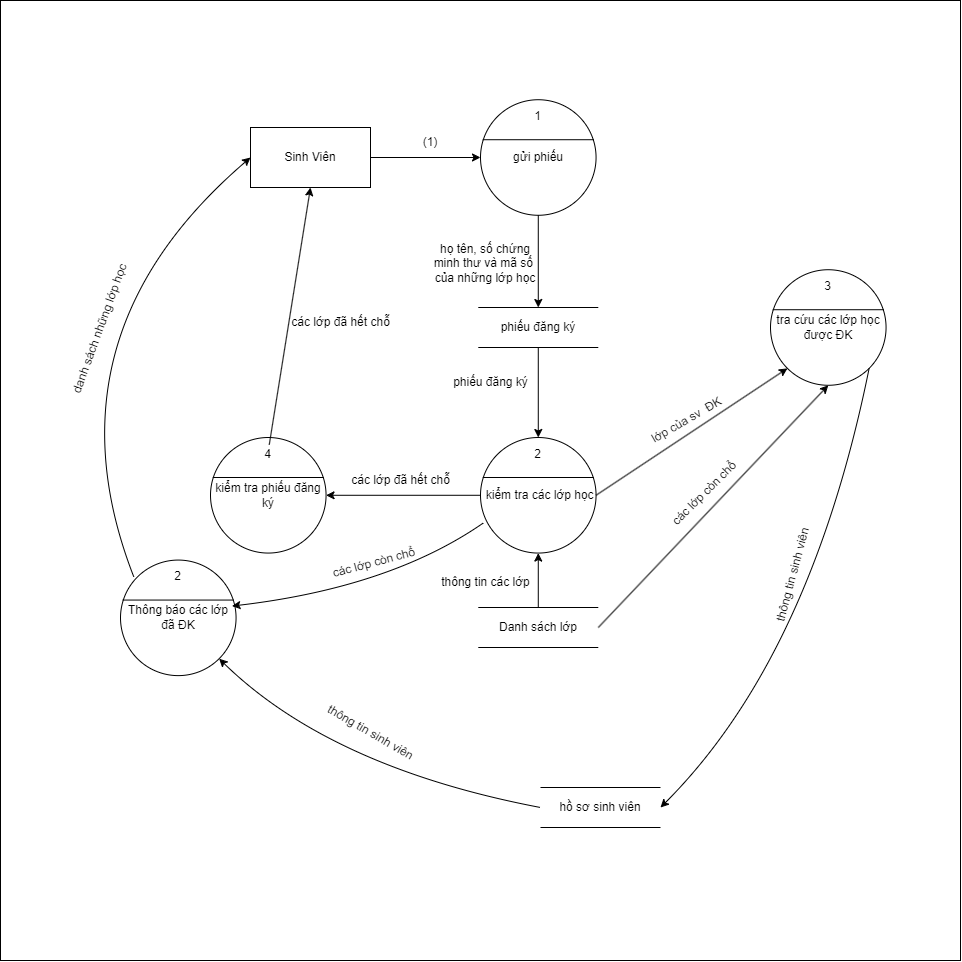 1
gửi phiếu
Sinh Viên
(1)
họ tên, số chứng
minh thư và mã số
của những lớp học
danh sách những lớp học
3
tra cứu các lớp học
được ĐK
các lớp đã hết chỗ
phiếu đăng ký
phiếu đăng ký
lớp của sv ĐK
4
kiểm tra phiếu đăng
ký
các lớp đã hết chỗ
2
kiểm tra các lớp học
các lớp còn chổ
các lớp còn chổ
thông tin các lớp
thông tin sinh viên
2
Thông báo các lớp
đã ĐK
Danh sách lớp
thông tin sinh viên
hồ sơ sinh viên